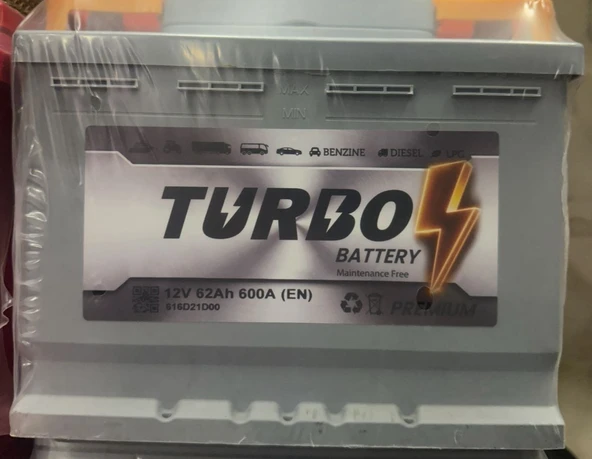 MAX
MIN
BENZINE DIESEL LPG
TURBO
BATTERY
Maintenance Free
12V 62Ah 600A (EN)
616D21D00
PREMIUM